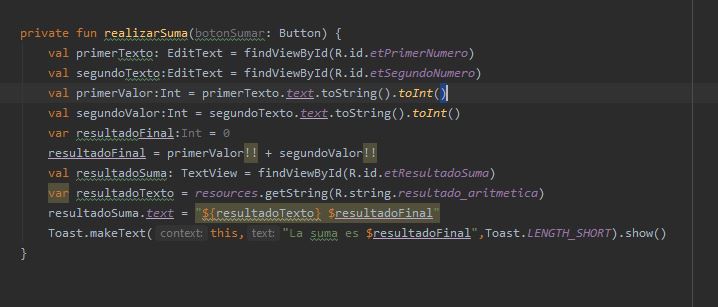 private fun realizarSuma(botonSumar: Button) {
    val primerTexto: EditText = findViewById(R.id.etPrimerNumero)
    val segundoTexto:EditText = findViewById(R.id.etSegundoNumero)
    val primerValor:Int = primerTexto.text.toString().toInt()
    val segundoValor:Int = segundoTexto.text.toString().toInt()
    var resultadoFinal:Int = 0
    resultadoFinal = primerValor!! + segundoValor!!
    val resultadoSuma: TextView = findViewById(R.id.etResultadoSuma)
    var resultadoTexto = resources.getString(R.string.resultado_aritmetica)
    resultadoSuma.text = "${resultadoTexto} $resultadoFinal"
    Toast.makeText( context: this, text: "La suma es $resultadoFinal",Toast.LENGTH_SHORT).show()
}